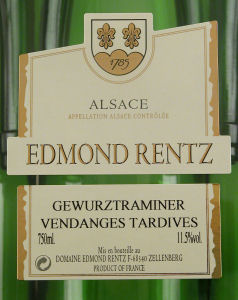 1785
ALSACE
APPELLATION ALSACE CONTRÔLÉE
EDMOND RENTZ
GEWURZTRAMINER
VENDANGES TARDIVES
750ml. 11.5%vol.
Mis en bouteille au
DOMAINE EDMOND RENTZ F-68340 ZELLENBERG
PRODUCT OF FRANCE